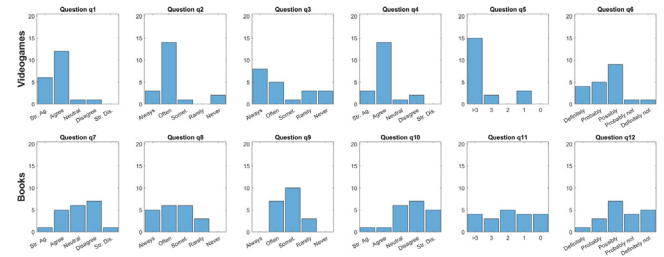 Videogames
Question q1
20
15
10
5
0
Str. Ag.
Agree
Neutral
Disagree
Str. Dis.
Question q2
20
15
10
5
0
Always
Often
Somet.
Rarely
Never
Question q3
20
15
10
5
0
Always
Often
Somet.
Rarely
Never
Question q4
20
15
10
5
0
Str. Ag.
Agree
Neutral
Disagree
Str. Dis.
Question q5
20
15
10
5
0
>3
3
2
1
0
Question q6
20
15
10
5
0
Definitely
Probably
Possibly
Probably not
Definitely not
Books
Question q7
20
15
10
5
0
Str. Ag.
Agree
Neutral
Disagree
Str. Dis.
Question q8
20
15
10
5
0
Always
Often
Somet.
Rarely
Never
Question q9
20
15
10
5
0
Always
Often
Somet.
Rarely
Never
Question q10
20
15
10
5
0
Str. Ag.
Agree
Neutral
Disagree
Str. Dis.
Question q11
20
15
10
5
0
>3
3
2
1
0
Question q12
20
15
10
5
0
Definitely
Probably
Possibly
Probably not
Definitely not